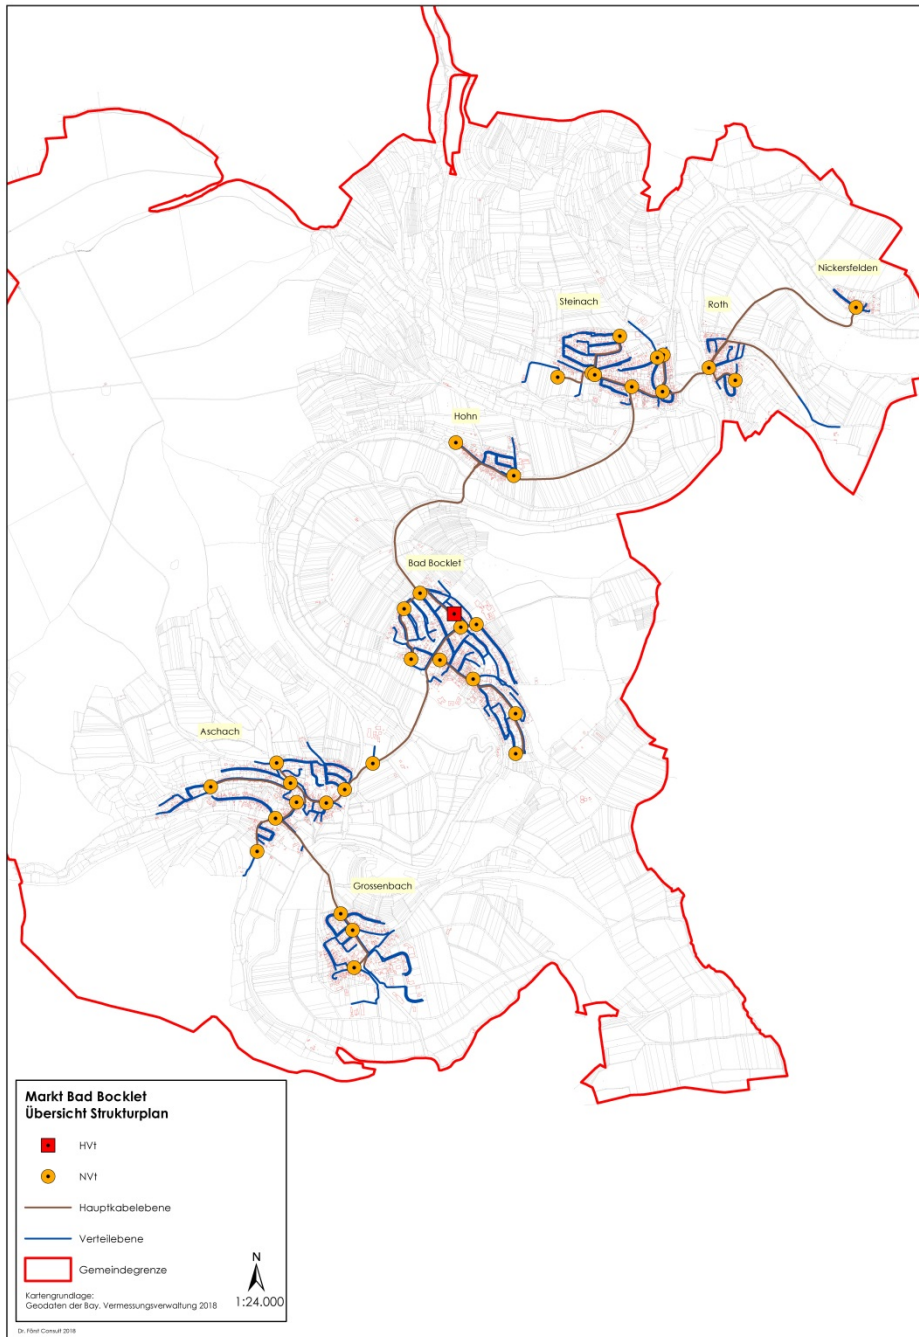 Nickersfelden
Steinach
Roth
Hohn
Bad Bocklet
Aschach
Grossenbach
Markt Bad Bocklet
Übersicht Strukturplan
HVt
NVt
Hauptkabelebene
Verteilebene
Gemeindegrenze
N
Kartengrundlage:
Geodaten der Bay. Vermessungsverwaltung 2018
1:24.000
Dr. Först Consult 2018